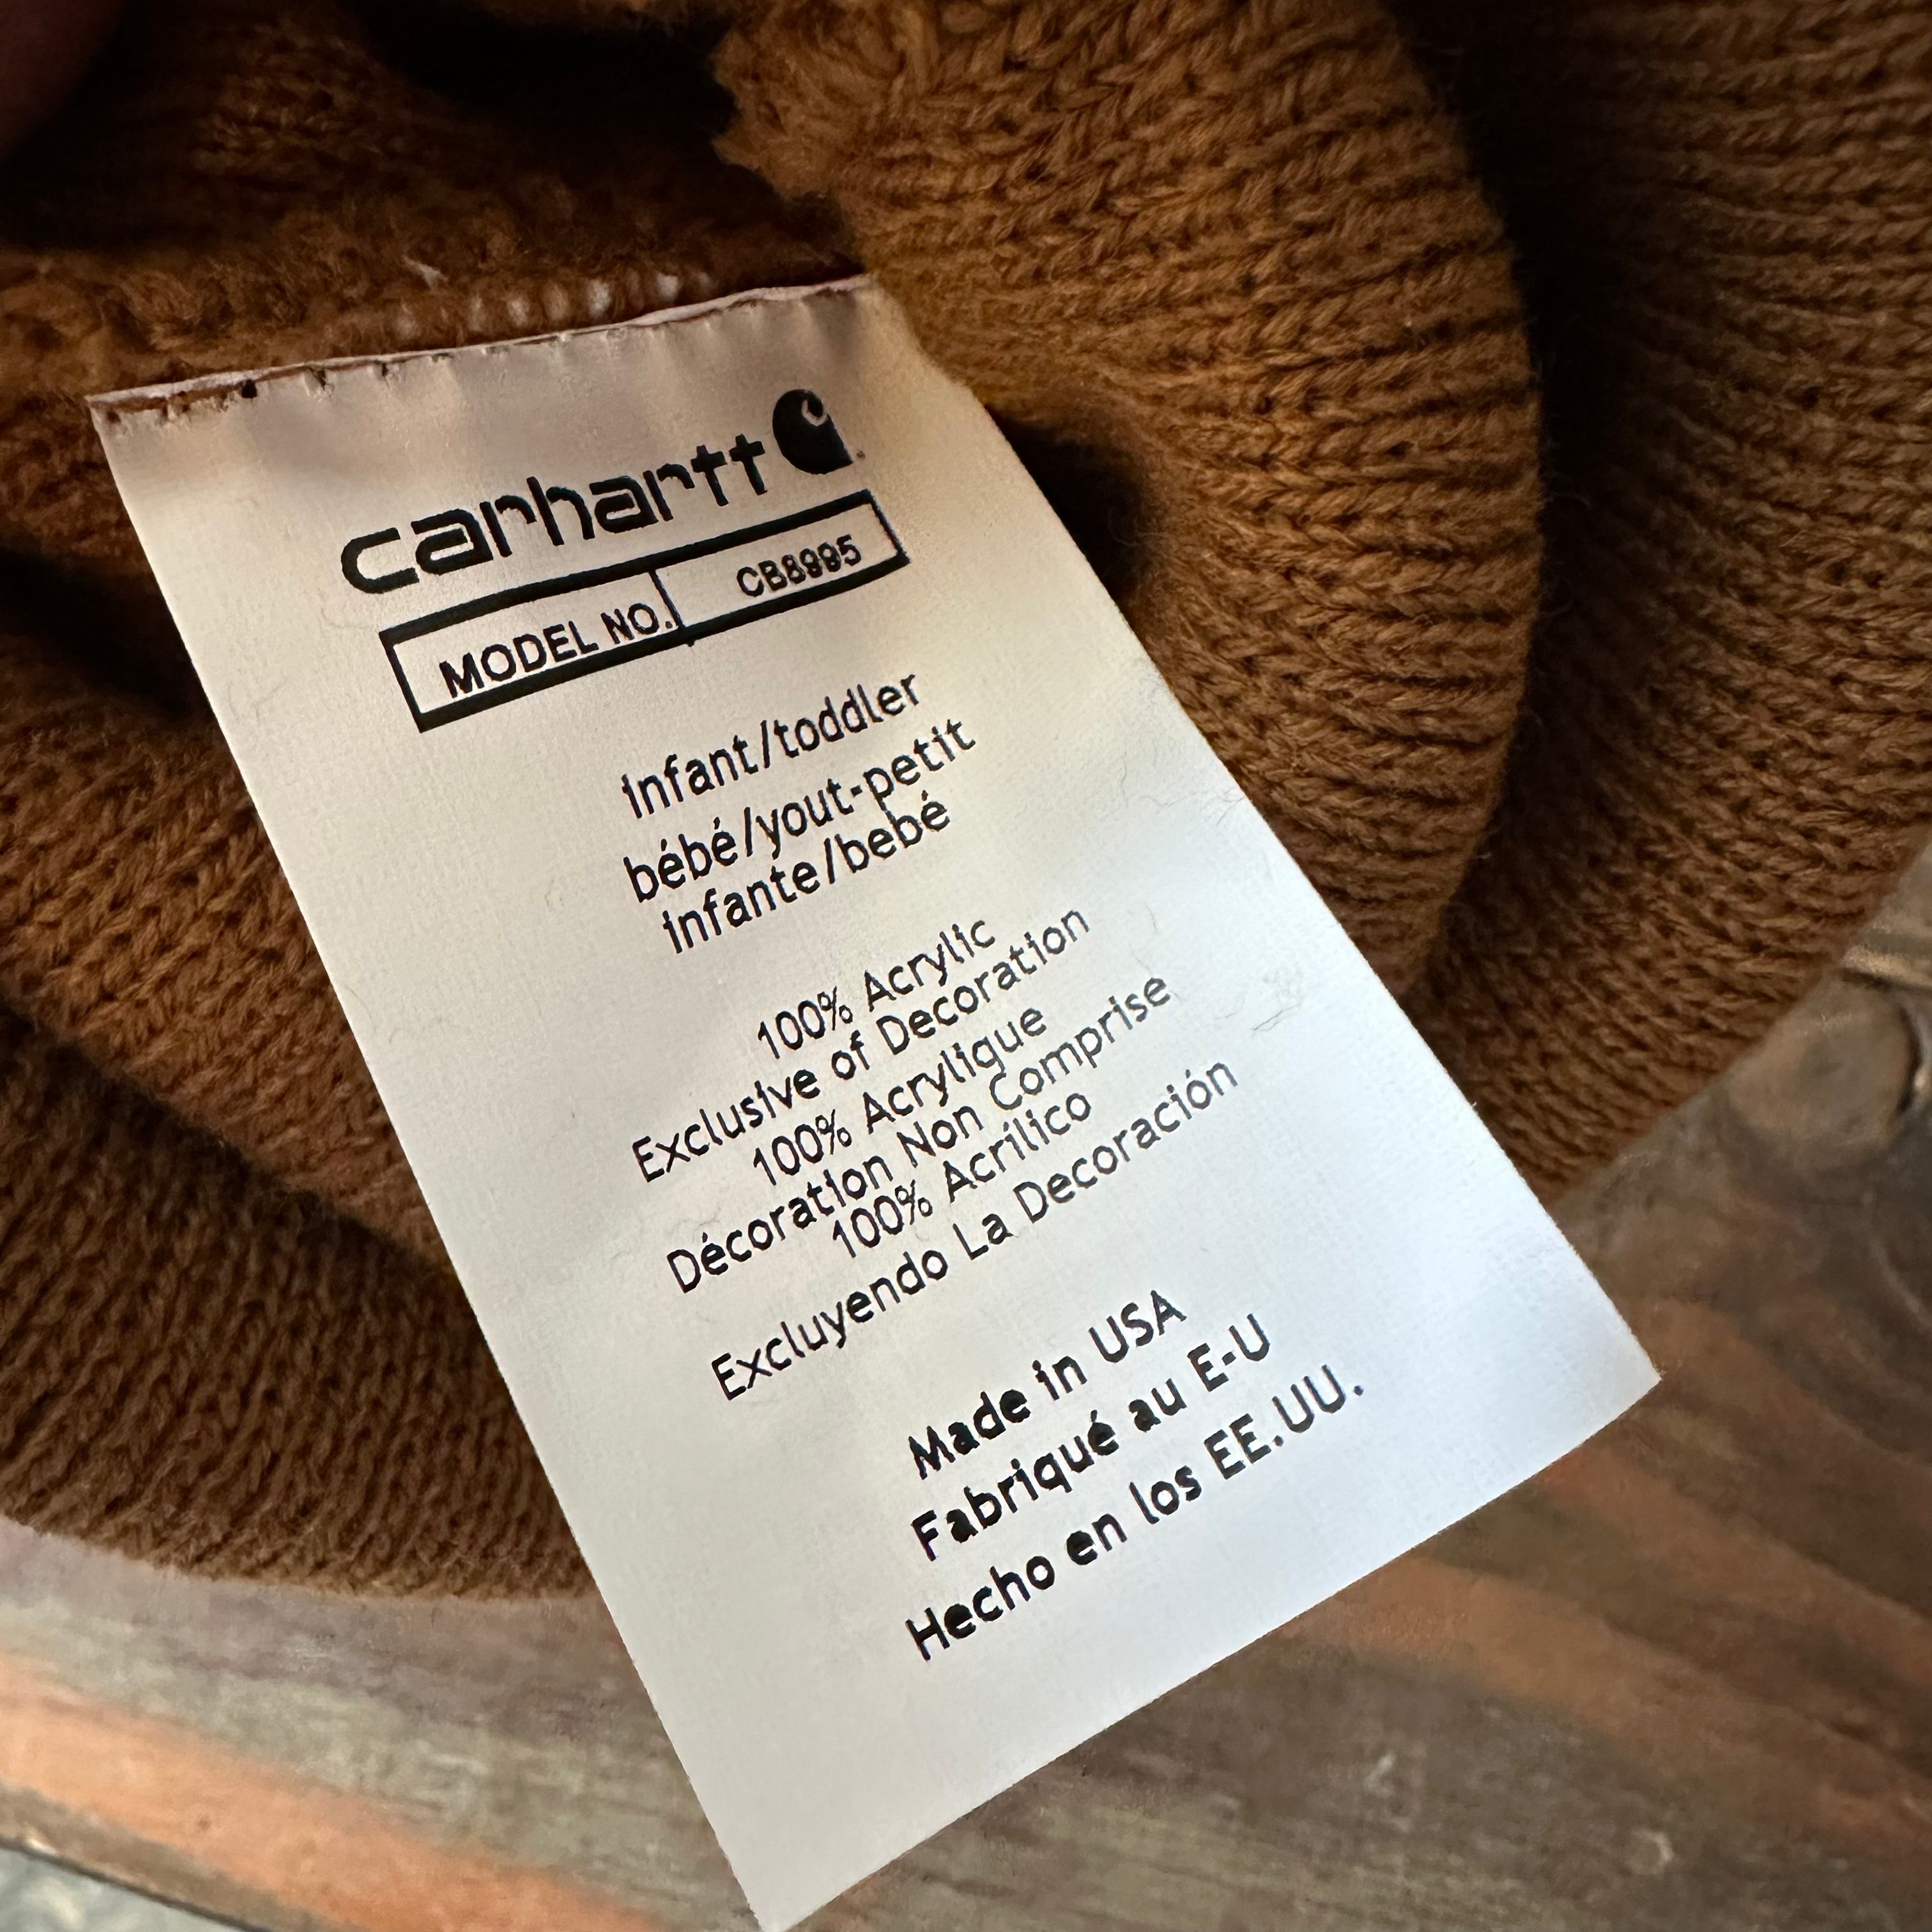 carhartt
MODEL NO. CB8995
infant/toddler
bébé/yout-petit
infante/bebé
100% Acrylic
Exclusive of Decoration
100% Acrylique
Décoration Non Comprise
100% Acrílico
Excluyendo La Decoración
Made in USA
Fabriqué au E-U
Hecho en los EE.UU.